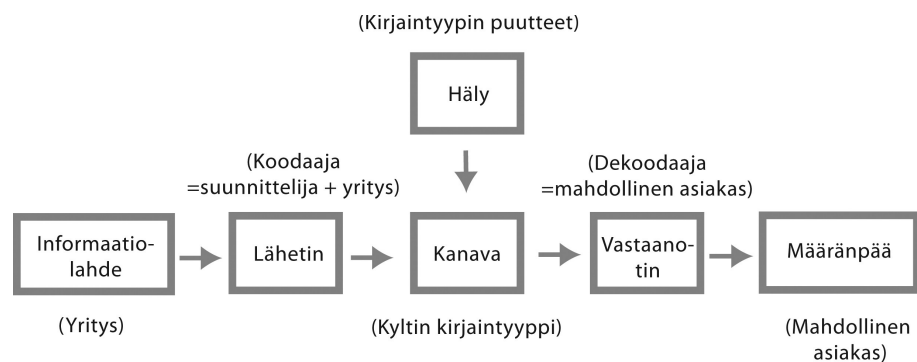 (Kirjaintyypin puutteet)
Häly
(Koodaaja
=suunnittelija + yritys)
(Dekoodaaja
=mahdollinen asiakas)
Informaatio-
lahde
Lähetin
Kanava
Vastaano-
tin
Määränpää
(Yritys)
(Kyltin kirjaintyyppi)
(Mahdollinen
asiakas)